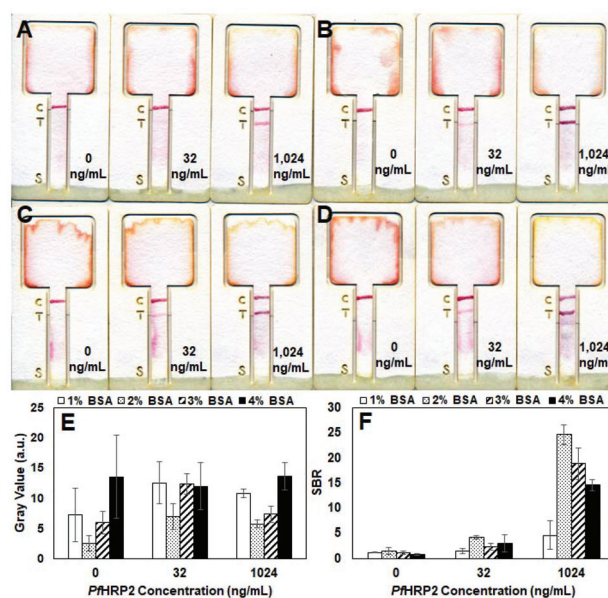 A
B
C
T
S
0
ng/mL
C
T
S
32
ng/mL
C
T
S
1,024
ng/mL
C
T
S
0
ng/mL
C
T
S
32
ng/mL
C
T
S
1,024
ng/mL
C
D
C
T
S
0
ng/mL
C
T
S
32
ng/mL
C
T
S
1,024
ng/mL
C
T
S
0
ng/mL
C
T
S
32
ng/mL
C
T
S
1,024
ng/mL
1% BSA 2% BSA 3% BSA 4% BSA
E
Gray Value (a.u.)
25
20
15
10
5
0
0 32 1024
PfHRP2 Concentration (ng/mL)
1% BSA 2% BSA 3% BSA 4% BSA
F
SBR
30
25
20
15
10
5
0
0 32 1024
PfHRP2 Concentration (ng/mL)